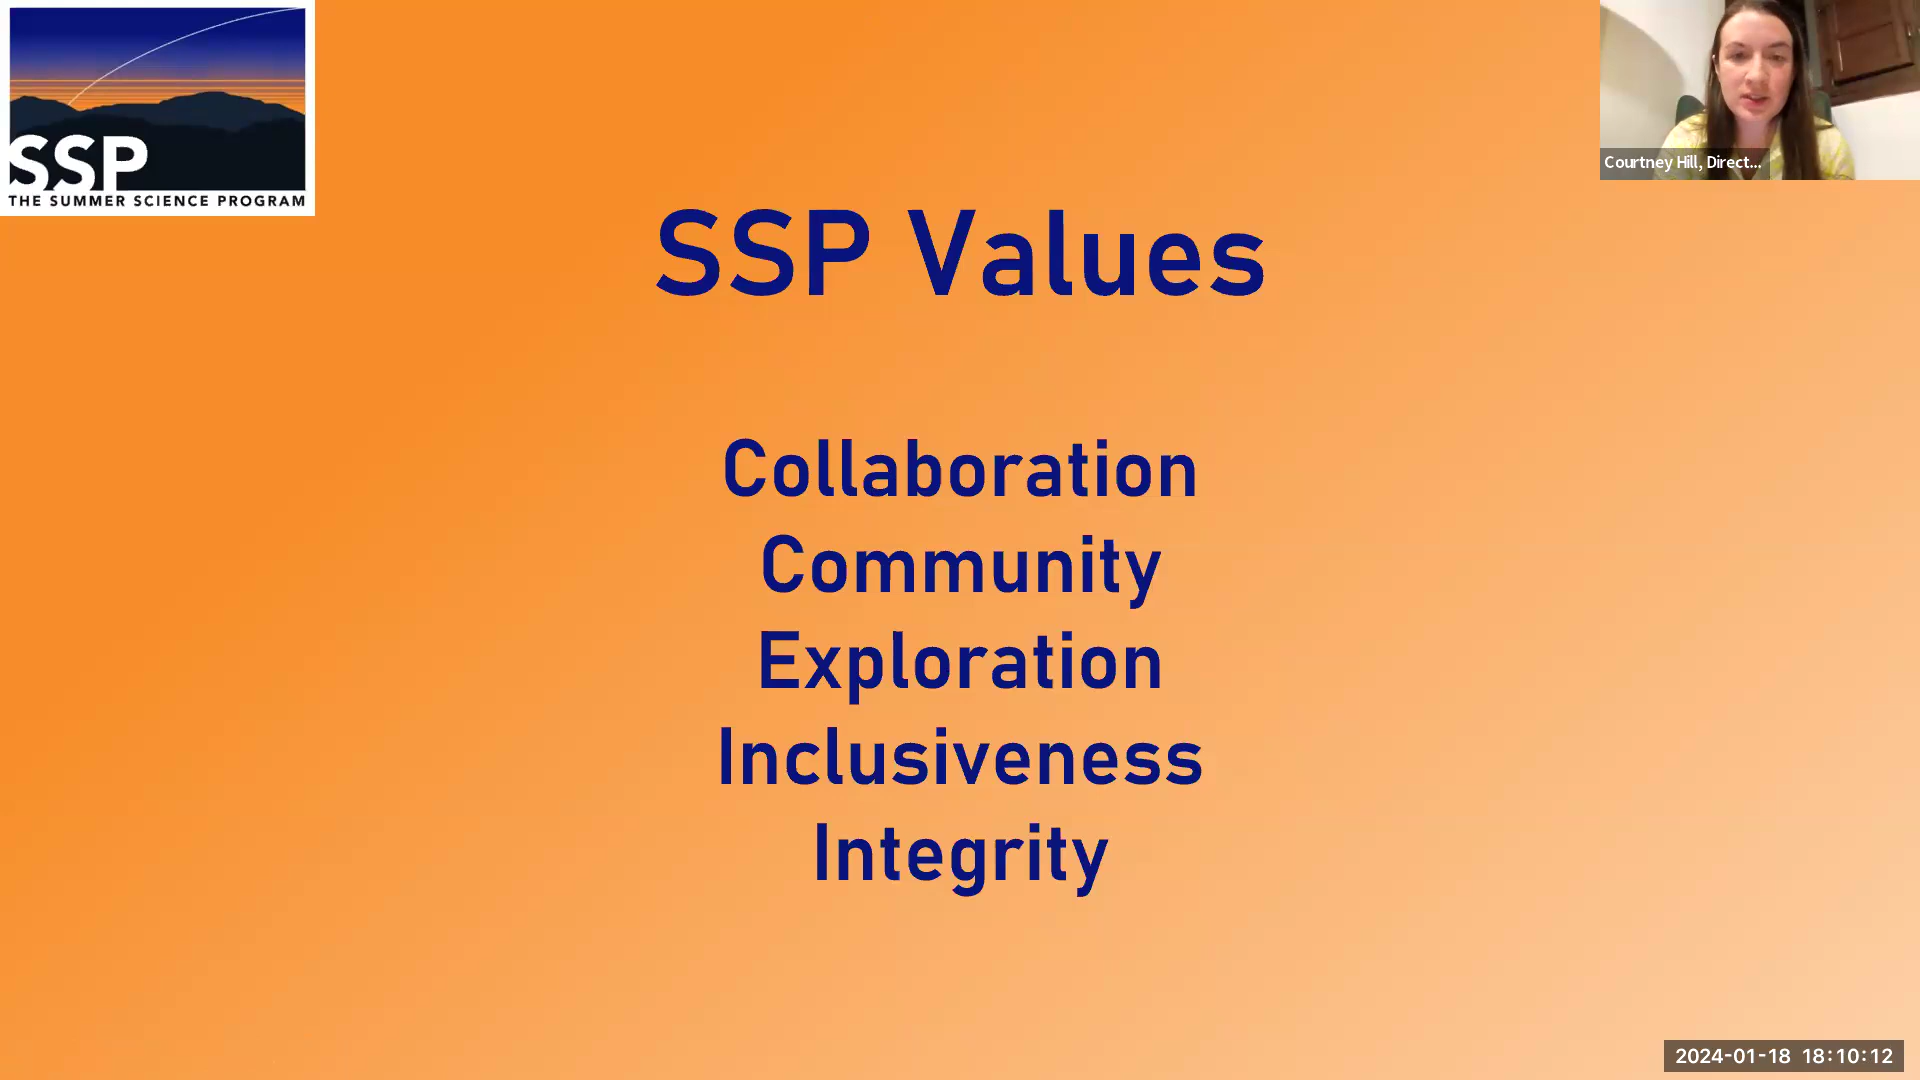 SSP
THE SUMMER SCIENCE PROGRAM
Courtney Hill, Direct...
SSP Values
Collaboration
Community
Exploration
Inclusiveness
Integrity
2024-01-18 18:10:12